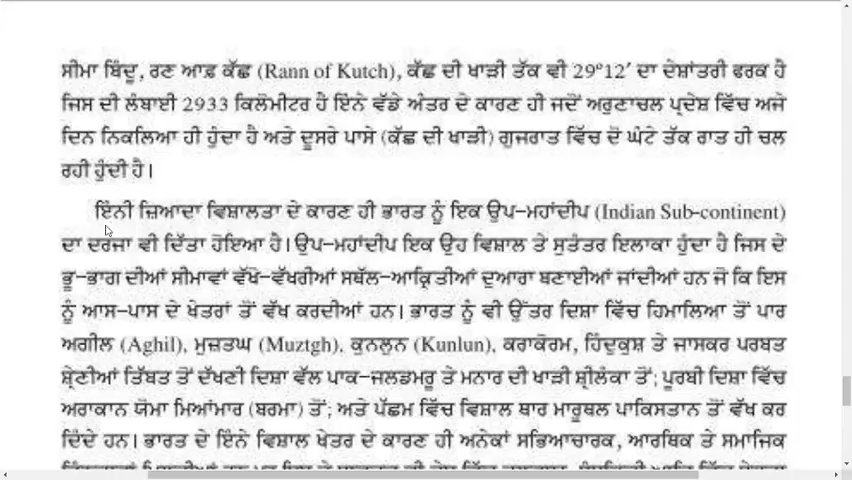 ਸੀਮਾ ਬਿੰਦੂ, ਰਣ ਆਫ਼ ਕੱਛ (Rann of Kutch), ਕੱਛ ਦੀ ਖਾੜੀ ਤੱਕ ਵੀ 29°12′ ਦਾ ਦੇਸ਼ਾਂਤਰੀ ਫਰਕ ਹੈ
ਜਿਸ ਦੀ ਲੰਬਾਈ 2933 ਕਿਲੋਮੀਟਰ ਹੈ ਇੰਨੇ ਵੱਡੇ ਅੰਤਰ ਦੇ ਕਾਰਣ ਹੀ ਜਦੋਂ ਅਰੁਣਾਚਲ ਪ੍ਰਦੇਸ਼ ਵਿੱਚ ਅਜੇ
ਦਿਨ ਨਿਕਲਿਆ ਹੀ ਹੁੰਦਾ ਹੈ ਅਤੇ ਦੂਸਰੇ ਪਾਸੇ (ਕੱਛ ਦੀ ਖਾੜੀ) ਗੁਜਰਾਤ ਵਿੱਚ ਦੋ ਘੰਟੇ ਤੱਕ ਰਾਤ ਹੀ ਚਲ
ਰਹੀ ਹੁੰਦੀ ਹੈ।
ਇੰਨੀ ਜ਼ਿਆਦਾ ਵਿਸ਼ਾਲਤਾ ਦੇ ਕਾਰਣ ਹੀ ਭਾਰਤ ਨੂੰ ਇਕ ਉਪ-ਮਹਾਂਦੀਪ (Indian Sub-continent)
ਦਾ ਦਰਜਾ ਵੀ ਦਿੱਤਾ ਹੋਇਆ ਹੈ। ਉਪ-ਮਹਾਂਦੀਪ ਇਕ ਉਹ ਵਿਸ਼ਾਲ ਤੇ ਸੁਤੰਤਰ ਇਲਾਕਾ ਹੁੰਦਾ ਹੈ ਜਿਸ ਦੇ
ਭੂ-ਭਾਗ ਦੀਆਂ ਸੀਮਾਵਾਂ ਵੱਖੋ-ਵੱਖਰੀਆਂ ਸਥੱਲ-ਆਕ੍ਰਿਤੀਆਂ ਦੁਆਰਾ ਬਣਾਈਆਂ ਜਾਂਦੀਆਂ ਹਨ ਜੋ ਕਿ ਇਸ
ਨੂੰ ਆਸ-ਪਾਸ ਦੇ ਖੇਤਰਾਂ ਤੋਂ ਵੱਖ ਕਰਦੀਆਂ ਹਨ। ਭਾਰਤ ਨੂੰ ਵੀ ਉੱਤਰ ਦਿਸ਼ਾ ਵਿੱਚ ਹਿਮਾਲਿਆ ਤੋਂ ਪਾਰ
ਅਗੀਲ (Aghil), ਮੁਜ਼ਤਘ (Muztgh), ਕੁਨਲੁਨ (Kunlun), ਕਰਾਕੋਰਮ, ਹਿੰਦੁਕੁਸ਼ ਤੇ ਜਾਸਕਰ ਪਰਬਤ
ਸ਼੍ਰੇਣੀਆਂ ਤਿੱਬਤ ਤੋਂ ਦੱਖਣੀ ਦਿਸ਼ਾ ਵੱਲ ਪਾਕ-ਜਲਡਮਰੂ ਤੇ ਮਨਾਰ ਦੀ ਖਾੜੀ ਸ਼੍ਰੀਲੰਕਾ ਤੋਂ; ਪੂਰਬੀ ਦਿਸ਼ਾ ਵਿੱਚ
ਅਰਾਕਾਨ ਯੋਮਾ ਮਿਆਂਮਾਰ (ਬਰਮਾ) ਤੋਂ; ਅਤੇ ਪੱਛਮ ਵਿੱਚ ਵਿਸ਼ਾਲ ਥਾਰ ਮਾਰੂਥਲ ਪਾਕਿਸਤਾਨ ਤੋਂ ਵੱਖ ਕਰ
ਦਿੰਦੇ ਹਨ। ਭਾਰਤ ਦੇ ਇੰਨੇ ਵਿਸ਼ਾਲ ਖੇਤਰ ਦੇ ਕਾਰਣ ਹੀ ਅਨੇਕਾਂ ਸਭਿਆਚਾਰਕ, ਆਰਥਿਕ ਤੇ ਸਮਾਜਿਕ